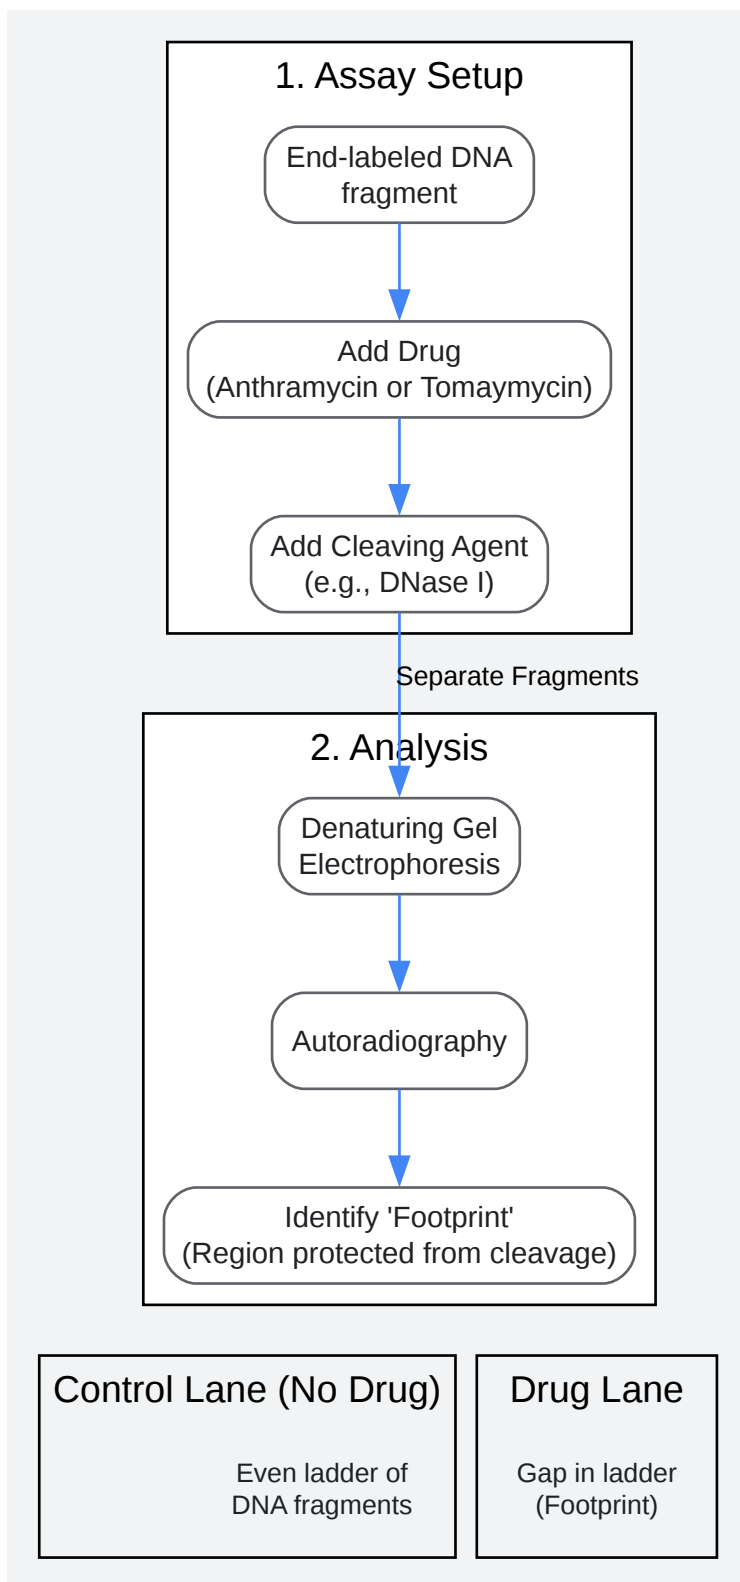 1. Assay Setup
End-labeled DNA
fragment
Add Drug
(Anthramycin or Tomaymycin)
Add Cleaving Agent
(e.g., DNase I)
Separate Fragments
2. Analysis
Denaturing Gel
Electrophoresis
Autoradiography
Identify 'Footprint'
(Region protected from cleavage)
Control Lane (No Drug)
Even ladder of
DNA fragments
Drug Lane
Gap in ladder
(Footprint)